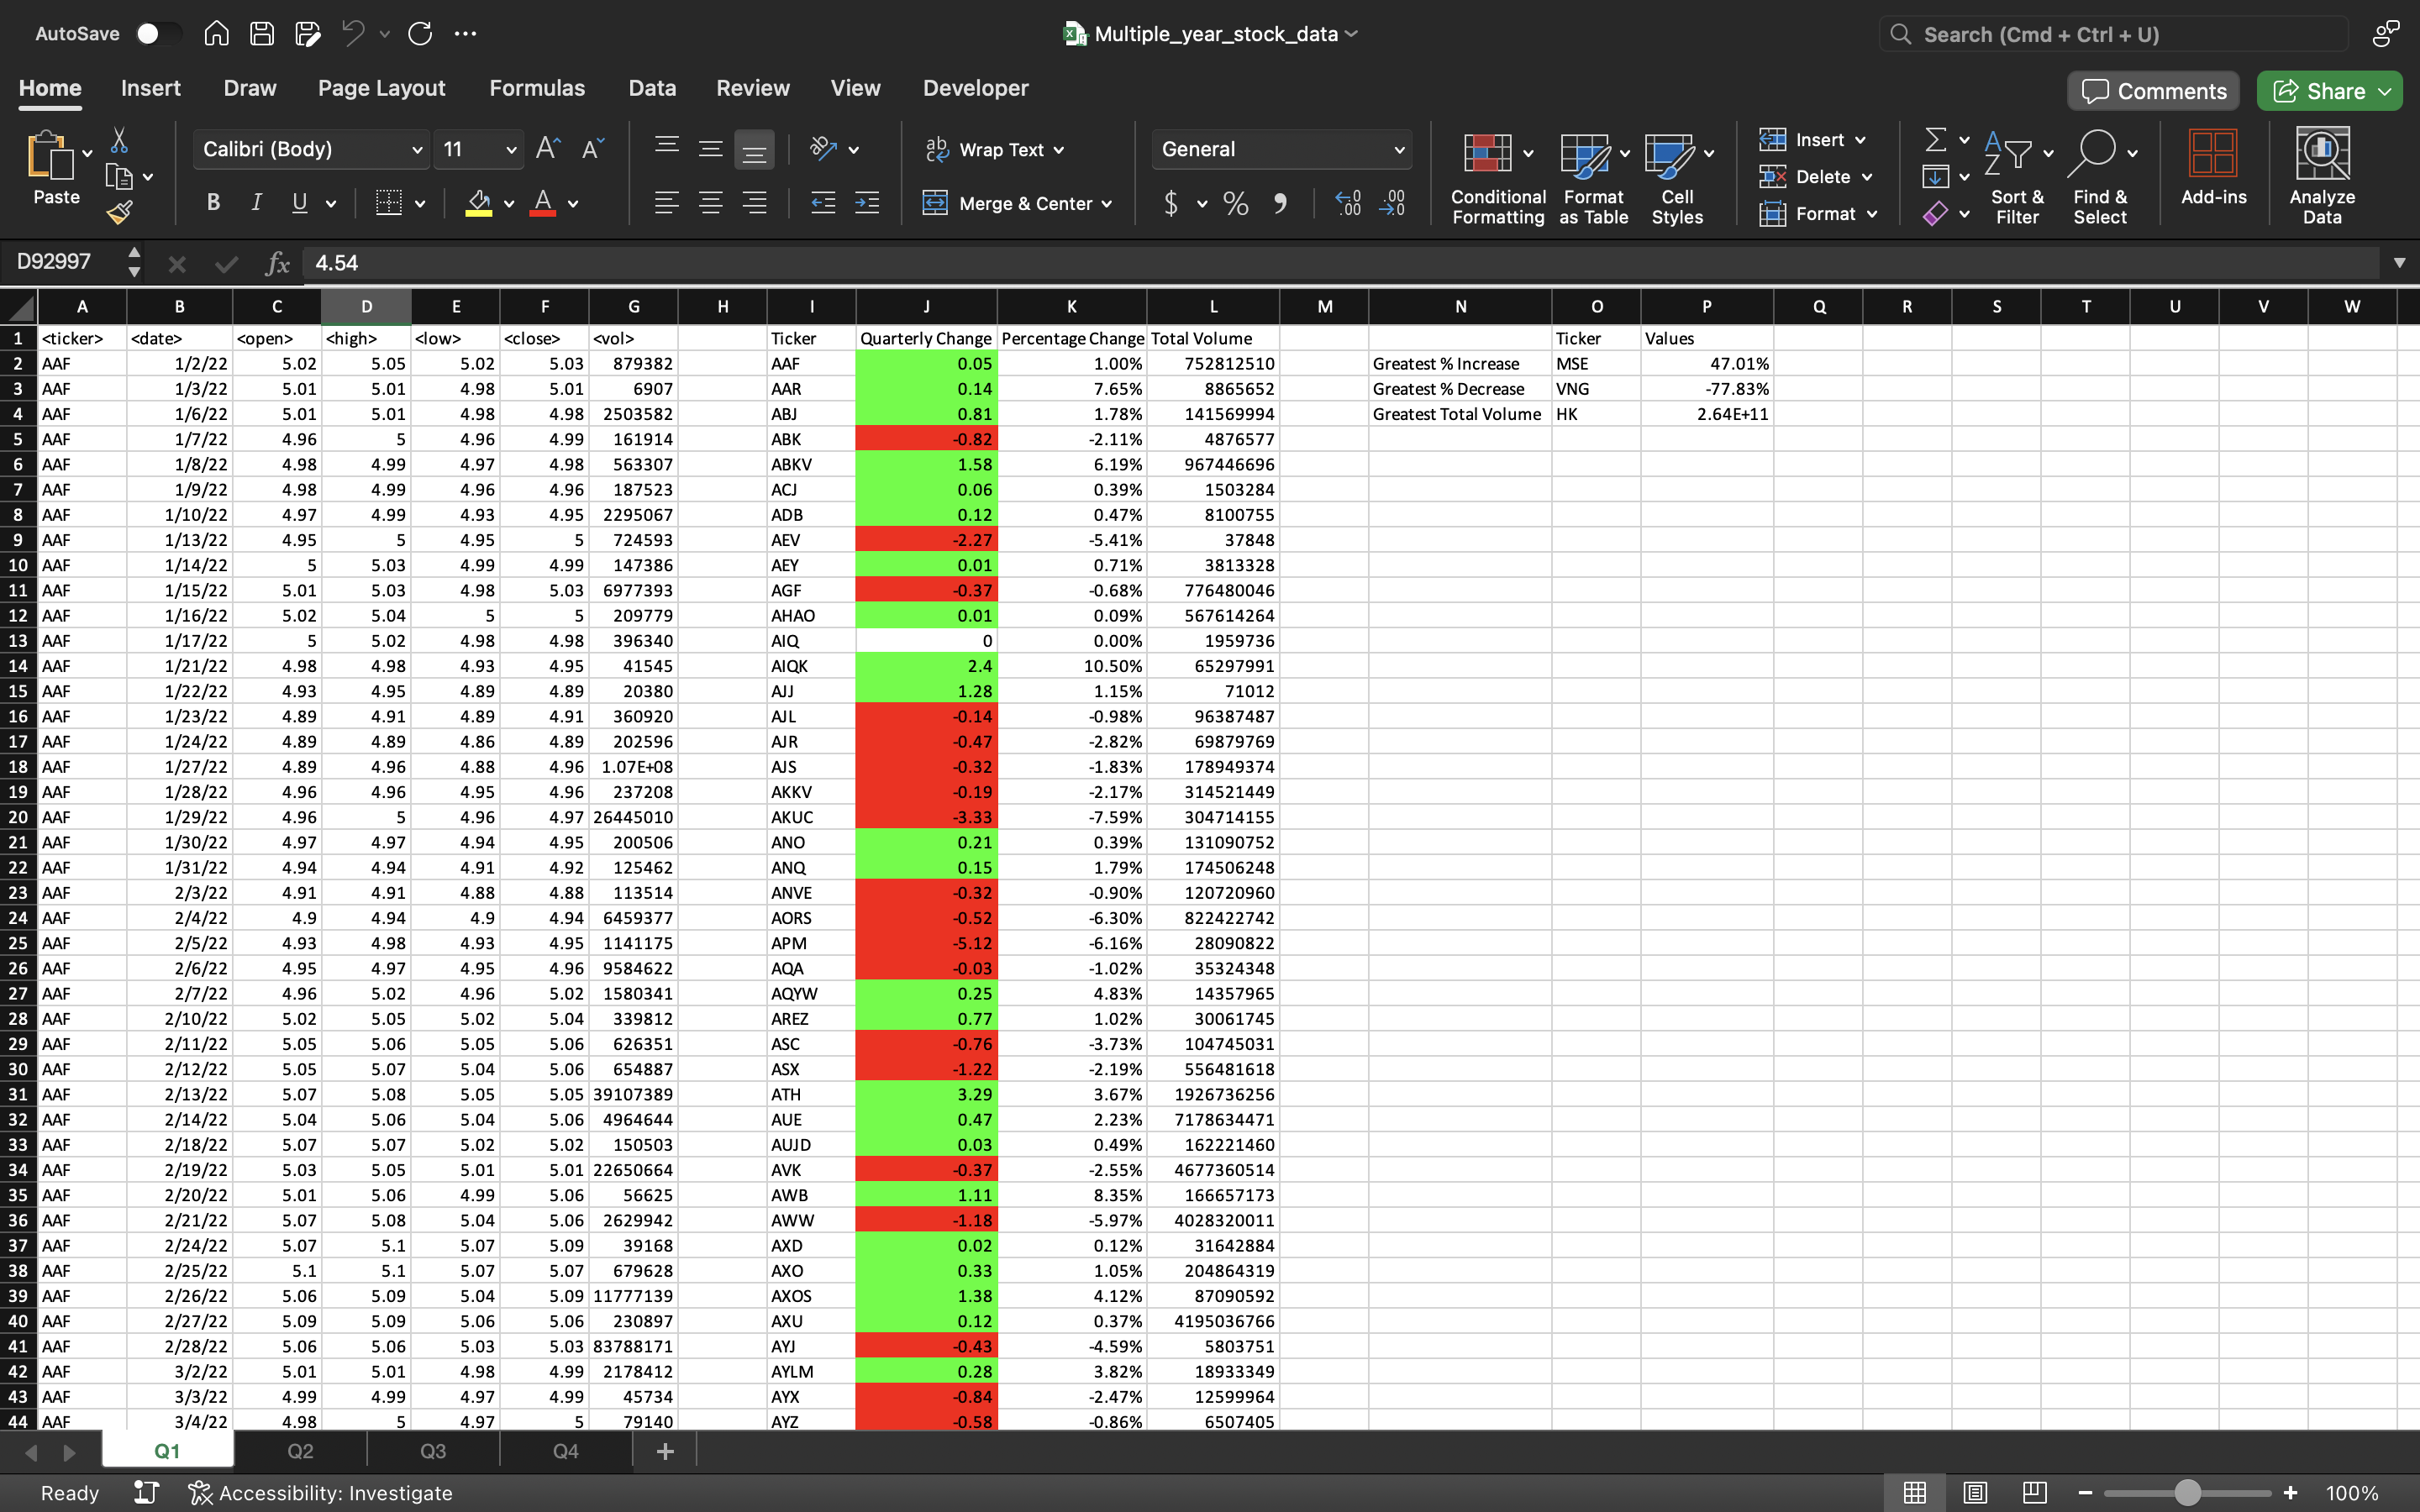 AutoSave
Multiple_year_stock_data
Search (Cmd + Ctrl + U)
Home Insert Draw Page Layout Formulas Data Review View Developer Comments Share
Paste Calibri (Body) 11 Wrap Text General Conditional Formatting Format as Table Cell Styles Insert Sort & Filter Find & Select Add-ins Analyze Data
B I U Merge & Center $ % Delete
Format
D92997 fx 4.54
A B C D E F G H I J K L M N O P Q R S T U V W
1 <ticker> <date> <open> <high> <low> <close> <vol> Ticker Quarterly Change Percentage Change Total Volume Ticker Values
2 AAF 1/2/22 5.02 5.05 5.02 5.03 879382 AAF 0.05 1.00% 752812510 Greatest % Increase MSE 47.01%
3 AAF 1/3/22 5.01 5.01 4.98 5.01 6907 AAR 0.14 7.65% 8865652 Greatest % Decrease VNG -77.83%
4 AAF 1/6/22 5.01 5.01 4.98 4.98 2503582 ABJ 0.81 1.78% 141569994 Greatest Total Volume HK 2.64E+11
5 AAF 1/7/22 4.96 5 4.96 4.99 161914 ABK -0.82 -2.11% 4876577
6 AAF 1/8/22 4.98 4.99 4.97 4.98 563307 ABKV 1.58 6.19% 967446696
7 AAF 1/9/22 4.98 4.99 4.96 4.96 187523 ACJ 0.06 0.39% 1503284
8 AAF 1/10/22 4.97 4.99 4.93 4.95 2295067 ADB 0.12 0.47% 8100755
9 AAF 1/13/22 4.95 5 4.95 5 724593 AEV -2.27 -5.41% 37848
10 AAF 1/14/22 5 5.03 4.99 4.99 147386 AEY 0.01 0.71% 3813328
11 AAF 1/15/22 5.01 5.03 4.98 5.03 6977393 AGF -0.37 -0.68% 776480046
12 AAF 1/16/22 5.02 5.04 5 5 209779 AHAO 0.01 0.09% 567614264
13 AAF 1/17/22 5 5.02 4.98 4.98 396340 AIQ 0 0.00% 1959736
14 AAF 1/21/22 4.98 4.98 4.93 4.95 41545 AIQK 2.4 10.50% 65297991
15 AAF 1/22/22 4.93 4.95 4.89 4.89 20380 AJJ 1.28 1.15% 71012
16 AAF 1/23/22 4.89 4.91 4.89 4.91 360920 AJL -0.14 -0.98% 96387487
17 AAF 1/24/22 4.89 4.89 4.86 4.89 202596 AJR -0.47 -2.82% 69879769
18 AAF 1/27/22 4.89 4.96 4.88 4.96 1.07E+08 AJS -0.32 -1.83% 178949374
19 AAF 1/28/22 4.96 4.96 4.95 4.96 237208 AKKV -0.19 -2.17% 314521449
20 AAF 1/29/22 4.96 5 4.96 4.97 26445010 AKUC -3.33 -7.59% 304714155
21 AAF 1/30/22 4.97 4.97 4.94 4.95 200506 ANO 0.21 0.39% 131090752
22 AAF 1/31/22 4.94 4.94 4.91 4.92 125462 ANQ 0.15 1.79% 174506248
23 AAF 2/3/22 4.91 4.91 4.88 4.88 113514 ANVE -0.32 -0.90% 120720960
24 AAF 2/4/22 4.9 4.94 4.9 4.94 6459377 AORS -0.52 -6.30% 822422742
25 AAF 2/5/22 4.93 4.98 4.93 4.95 1141175 APM -5.12 -6.16% 28090822
26 AAF 2/6/22 4.95 4.97 4.95 4.96 9584622 AQA -0.03 -1.02% 35324348
27 AAF 2/7/22 4.96 5.02 4.96 5.02 1580341 AQYW 0.25 4.83% 14357965
28 AAF 2/10/22 5.02 5.05 5.02 5.04 339812 AREZ 0.77 1.02% 30061745
29 AAF 2/11/22 5.05 5.06 5.05 5.06 626351 ASC -0.76 -3.73% 104745031
30 AAF 2/12/22 5.05 5.07 5.04 5.06 654887 ASX -1.22 -2.19% 556481618
31 AAF 2/13/22 5.07 5.08 5.05 5.05 39107389 ATH 3.29 3.67% 1926736256
32 AAF 2/14/22 5.04 5.06 5.04 5.06 4964644 AUE 0.47 2.23% 7178634471
33 AAF 2/18/22 5.07 5.07 5.02 5.02 150503 AUJD 0.03 0.49% 162221460
34 AAF 2/19/22 5.03 5.05 5.01 5.01 22650664 AVK -0.37 -2.55% 4677360514
35 AAF 2/20/22 5.01 5.06 4.99 5.06 56625 AWB 1.11 8.35% 166657173
36 AAF 2/21/22 5.07 5.08 5.04 5.06 2629942 AWW -1.18 -5.97% 4028320011
37 AAF 2/24/22 5.07 5.1 5.07 5.09 39168 AXD 0.02 0.12% 31642884
38 AAF 2/25/22 5.1 5.1 5.07 5.07 679628 AXO 0.33 1.05% 204864319
39 AAF 2/26/22 5.06 5.09 5.04 5.09 11777139 AXOS 1.38 4.12% 87090592
40 AAF 2/27/22 5.09 5.09 5.06 5.06 230897 AXU 0.12 0.37% 4195036766
41 AAF 2/28/22 5.06 5.06 5.03 5.03 83788171 AYJ -0.43 -4.59% 5803751
42 AAF 3/2/22 5.01 5.01 4.98 4.99 2178412 AYLM 0.28 3.82% 18933349
43 AAF 3/3/22 4.99 4.99 4.97 4.99 45734 AYX -0.84 -2.47% 12599964
44 AAF 3/4/22 4.98 5 4.97 5 79140 AYZ -0.58 -0.86% 6507405
Q1 Q2 Q3 Q4
Ready Accessibility: Investigate 100%